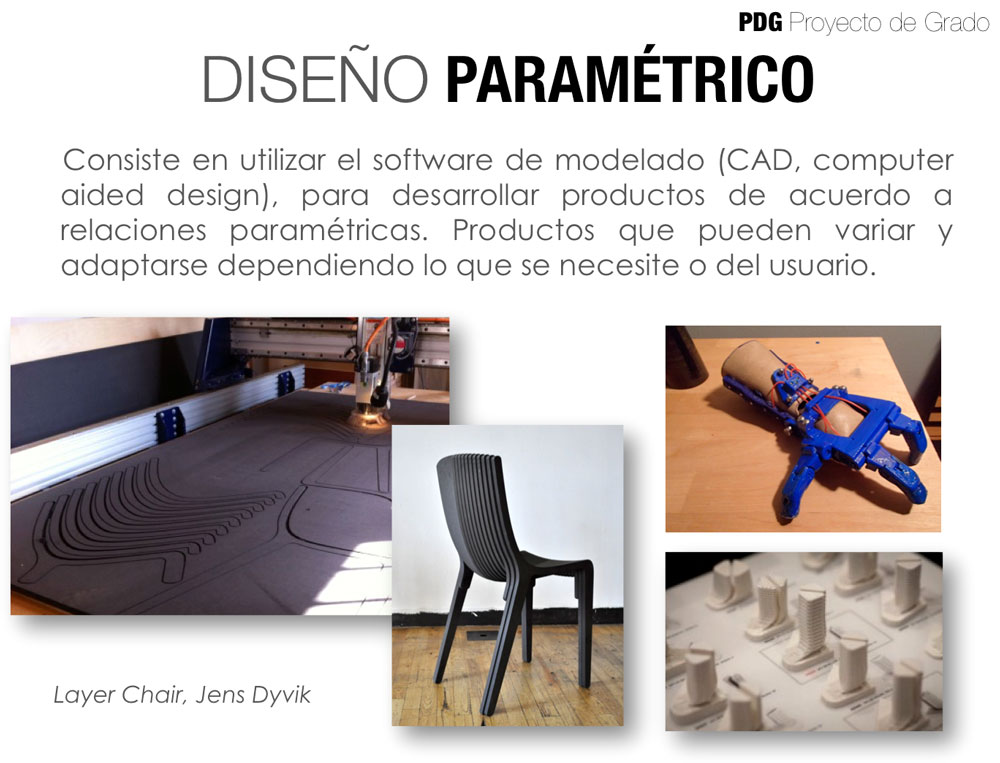 PDG Proyecto de Grado
DISEÑO PARAMÉTRICO
Consiste en utilizar el software de modelado (CAD, computer
aided design), para desarrollar productos de acuerdo a
relaciones paramétricas. Productos que pueden variar y
adaptarse dependiendo lo que se necesite o del usuario.
Layer Chair, Jens Dyvik